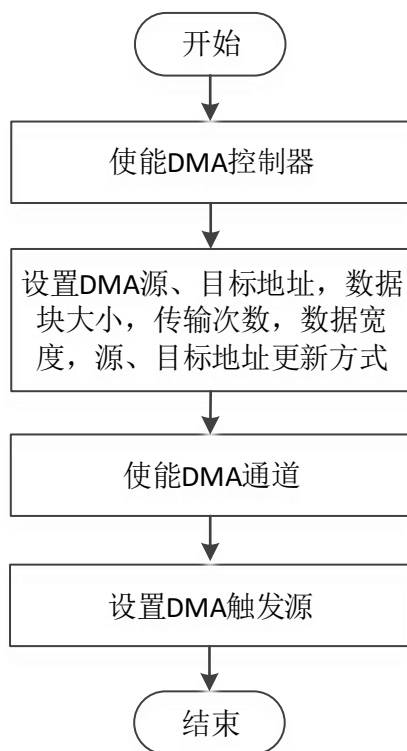 开始
使能DMA控制器
设置DMA源、目标地址，数据
块大小，传输次数，数据宽
度，源、目标地址更新方式
使能DMA通道
设置DMA触发源
结束